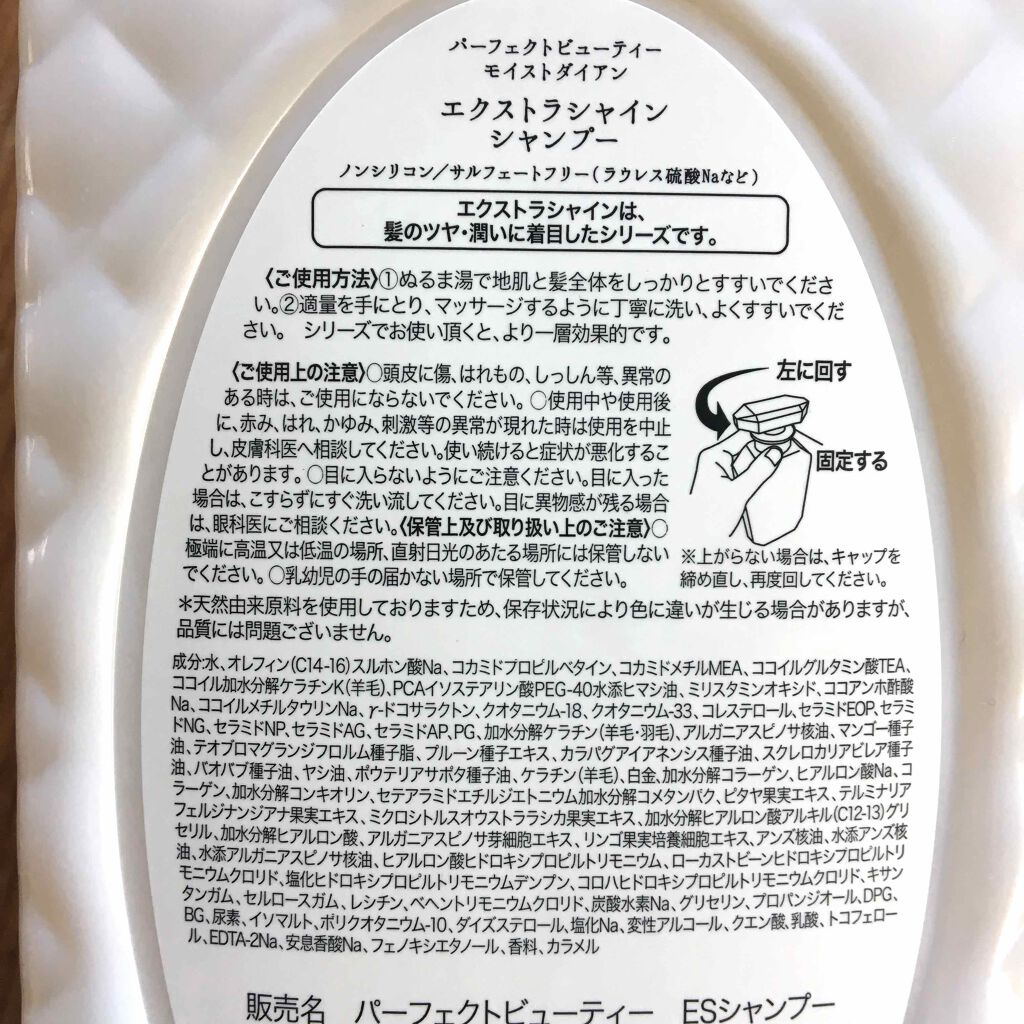 パーフェクトビューティー
モイストダイアン
エクストラシャイン
シャンプー
ノンシリコン／サルフェートフリー（ラウレス硫酸Naなど）
エクストラシャインは、
髪のツヤ・潤いに着目したシリーズです。
〈ご使用方法〉①ぬるま湯で地肌と髪全体をしっかりとすすいでくださ
い。②適量を手にとり、マッサージするように丁寧に洗い、よくすすいでくだ
さい。 シリーズでお使い頂くと、より一層効果的です。
〈ご使用上の注意〉○頭皮に傷、はれもの、しっしん等、異常の
ある時は、ご使用にならないでください。○使用中や使用後
に、赤み、はれ、かゆみ、刺激等の異常が現れた時は使用を中止
し、皮膚科医へ相談してください。使い続けると症状が悪化するこ
とがあります。○目に入らないようにご注意ください。目に入った
場合は、こすらずにすぐ洗い流してください。目に異物感が残る場合
は、眼科医にご相談ください。〈保管上及び取り扱い上のご注意〉○
極端に高温又は低温の場所、直射日光のあたる場所には保管しない
でください。○乳幼児の手の届かない場所で保管してください。
左に回す
固定する
※上がらない場合は、キャップを
締め直し、再度回してください。
＊天然由来原料を使用しておりますため、保存状況により色に違いが生じる場合がありますが、
品質には問題ございません。
成分:水、オレフィン（C14-16）スルホン酸Na、コカミドプロピルベタイン、コカミドメチルMEA、ココイルグルタミン酸TEA、
ココイル加水分解ケラチンK（羊毛）、PCAイソステアリン酸PEG-40水添ヒマシ油、ミリスタミンオキシド、ココアンホ酢酸
Na、ココイルメチルタウリンNa、γ-ドコサラクトン、クオタニウム-18、クオタニウム-33、コレステロール、セラミドEOP、セラミ
ドNG、セラミドNP、セラミドAG、セラミドAP、PG、加水分解ケラチン（羊毛・羽毛）、アルガニアスピノサ核油、マンゴー種子
油、テオブロマグランジフロルム種子脂、プルーン種子エキス、カラパグアイアネンシス種子油、スクレロカリアビレア種子
油、バオバブ種子油、ヤシ油、ポウテリアサポタ種子油、ケラチン（羊毛）、白金、加水分解コラーゲン、ヒアルロン酸Na、コ
ラーゲン、加水分解コンキオリン、セテアラミドエチルジエトニウム加水分解コメタンパク、ピタヤ果実エキス、テルミナリア
フェルジナンジアナ果実エキス、ミクロシトルスオウストララシカ果実エキス、加水分解ヒアルロン酸アルキル（C12-13）グリ
セリル、加水分解ヒアルロン酸、アルガニアスピノサ芽細胞エキス、リンゴ果実培養細胞エキス、アンズ核油、水添アンズ核
油、水添アルガニアスピノサ核油、ヒアルロン酸ヒドロキシプロピルトリモニウム、ローカストビーンヒドロキシプロピルトリ
モニウムクロリド、塩化ヒドロキシプロピルトリモニウムデンプン、コロハヒドロキシプロピルトリモニウムクロリド、キサン
タンガム、セルロースガム、レシチン、ベヘントリモニウムクロリド、炭酸水素Na、グリセリン、プロパンジオール、DPG、
BG、尿素、イソマルト、ポリクオタニウム-10、ダイズステロール、塩化Na、変性アルコール、クエン酸、乳酸、トコフェロー
ル、EDTA-2Na、安息香酸Na、フェノキシエタノール、香料、カラメル
販売名 パーフェクトビューティー ESシャンプー